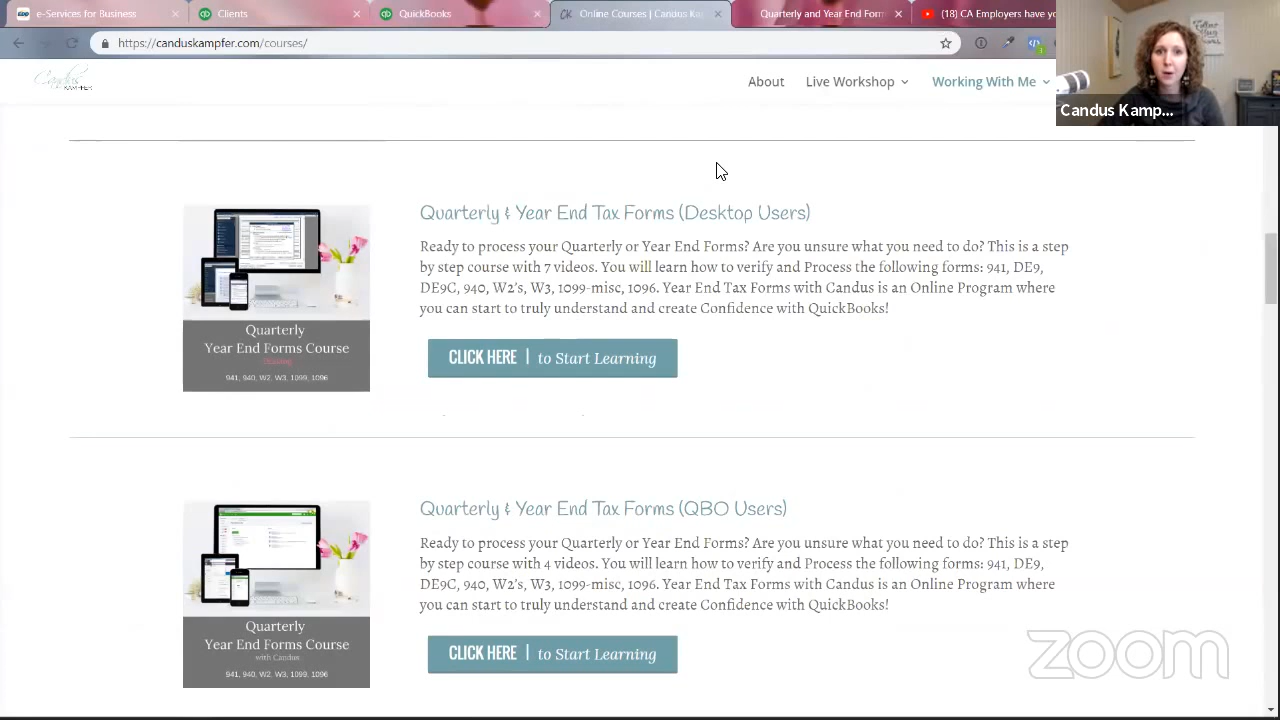 e-Services for Business
Clients
QuickBooks
Online Courses | Candus Ka
Quarterly and Year End Form
(18) CA Employers have yo
https://canduskampfer.com/courses/
Candus
About
Live Workshop
Working With Me
Candus Kamp...
Quarterly & Year End Tax Forms (Desktop Users)
Ready to process your Quarterly or Year End Forms? Are you unsure what you need to do? This is a step
by step course with 7 videos. You will learn how to verify and Process the following forms: 941, DE9,
DE9C, 940, W2's, W3, 1099-misc, 1096. Year End Tax Forms with Candus is an Online Program where
you can start to truly understand and create Confidence with QuickBooks!
CLICK HERE | to Start Learning
Quarterly
Year End Forms Course
Desktop
941, 940, W2, W3, 1099, 1096
Quarterly & Year End Tax Forms (QBO Users)
Ready to process your Quarterly or Year End Forms? Are you unsure what you need to do? This is a step
by step course with 4 videos. You will learn how to verify and Process the following forms: 941, DE9,
DE9C, 940, W2's, W3, 1099-misc, 1096. Year End Tax Forms with Candus is an Online Program where
you can start to truly understand and create Confidence with QuickBooks!
CLICK HERE | to Start Learning
Quarterly
Year End Forms Course
with Candus
941, 940, W2, W3, 1099, 1096
zoom